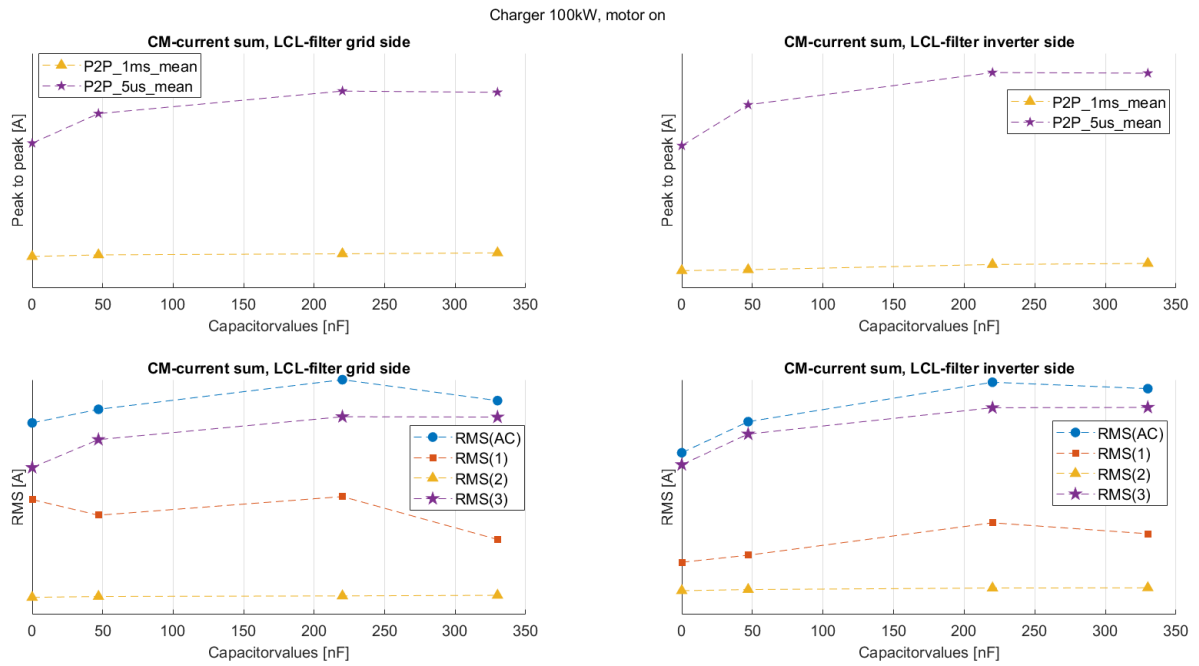 Charger 100kW, motor on
CM-current sum, LCL-filter grid side
P2P_1ms_mean
P2P_5us_mean
Peak to peak [A]
0 50 100 150 200 250 300 350
Capacitorvalues [nF]
CM-current sum, LCL-filter inverter side
P2P_1ms_mean
P2P_5us_mean
Peak to peak [A]
0 50 100 150 200 250 300 350
Capacitorvalues [nF]
CM-current sum, LCL-filter grid side
RMS(AC)
RMS(1)
RMS(2)
RMS(3)
RMS [A]
0 50 100 150 200 250 300 350
Capacitorvalues [nF]
CM-current sum, LCL-filter inverter side
RMS(AC)
RMS(1)
RMS(2)
RMS(3)
RMS [A]
0 50 100 150 200 250 300 350
Capacitorvalues [nF]